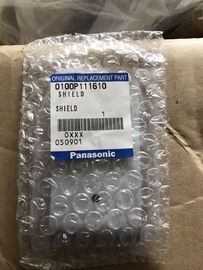 ORIGINAL REPLACEMENT PART
0100P111610
SHIELD
SHIELD
1
0XXX
050901
Panasonic